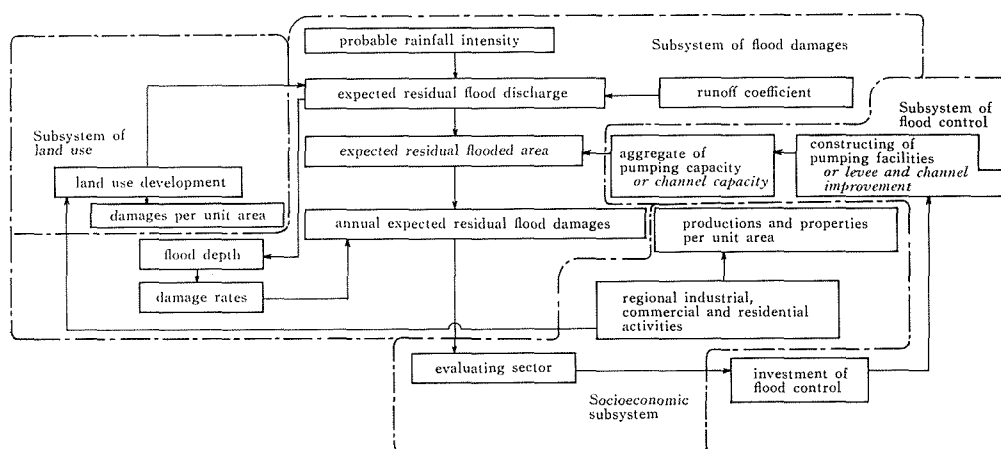 probable rainfall intensity
Subsystem of flood damages
expected residual flood discharge
runoff coefficient
Subsystem of
flood control
Subsystem of
land use
expected residual flooded area
aggregate of
pumping capacity
or channel capacity
constructing of
pumping facilities
or levee and channel
improvement
land use development
damages per unit area
annual expected residual flood damages
productions and properties
per unit area
flood depth
damage rates
regional industrial,
commercial and residential
activities
evaluating sector
investment of
flood control
Socioeconomic
subsystem